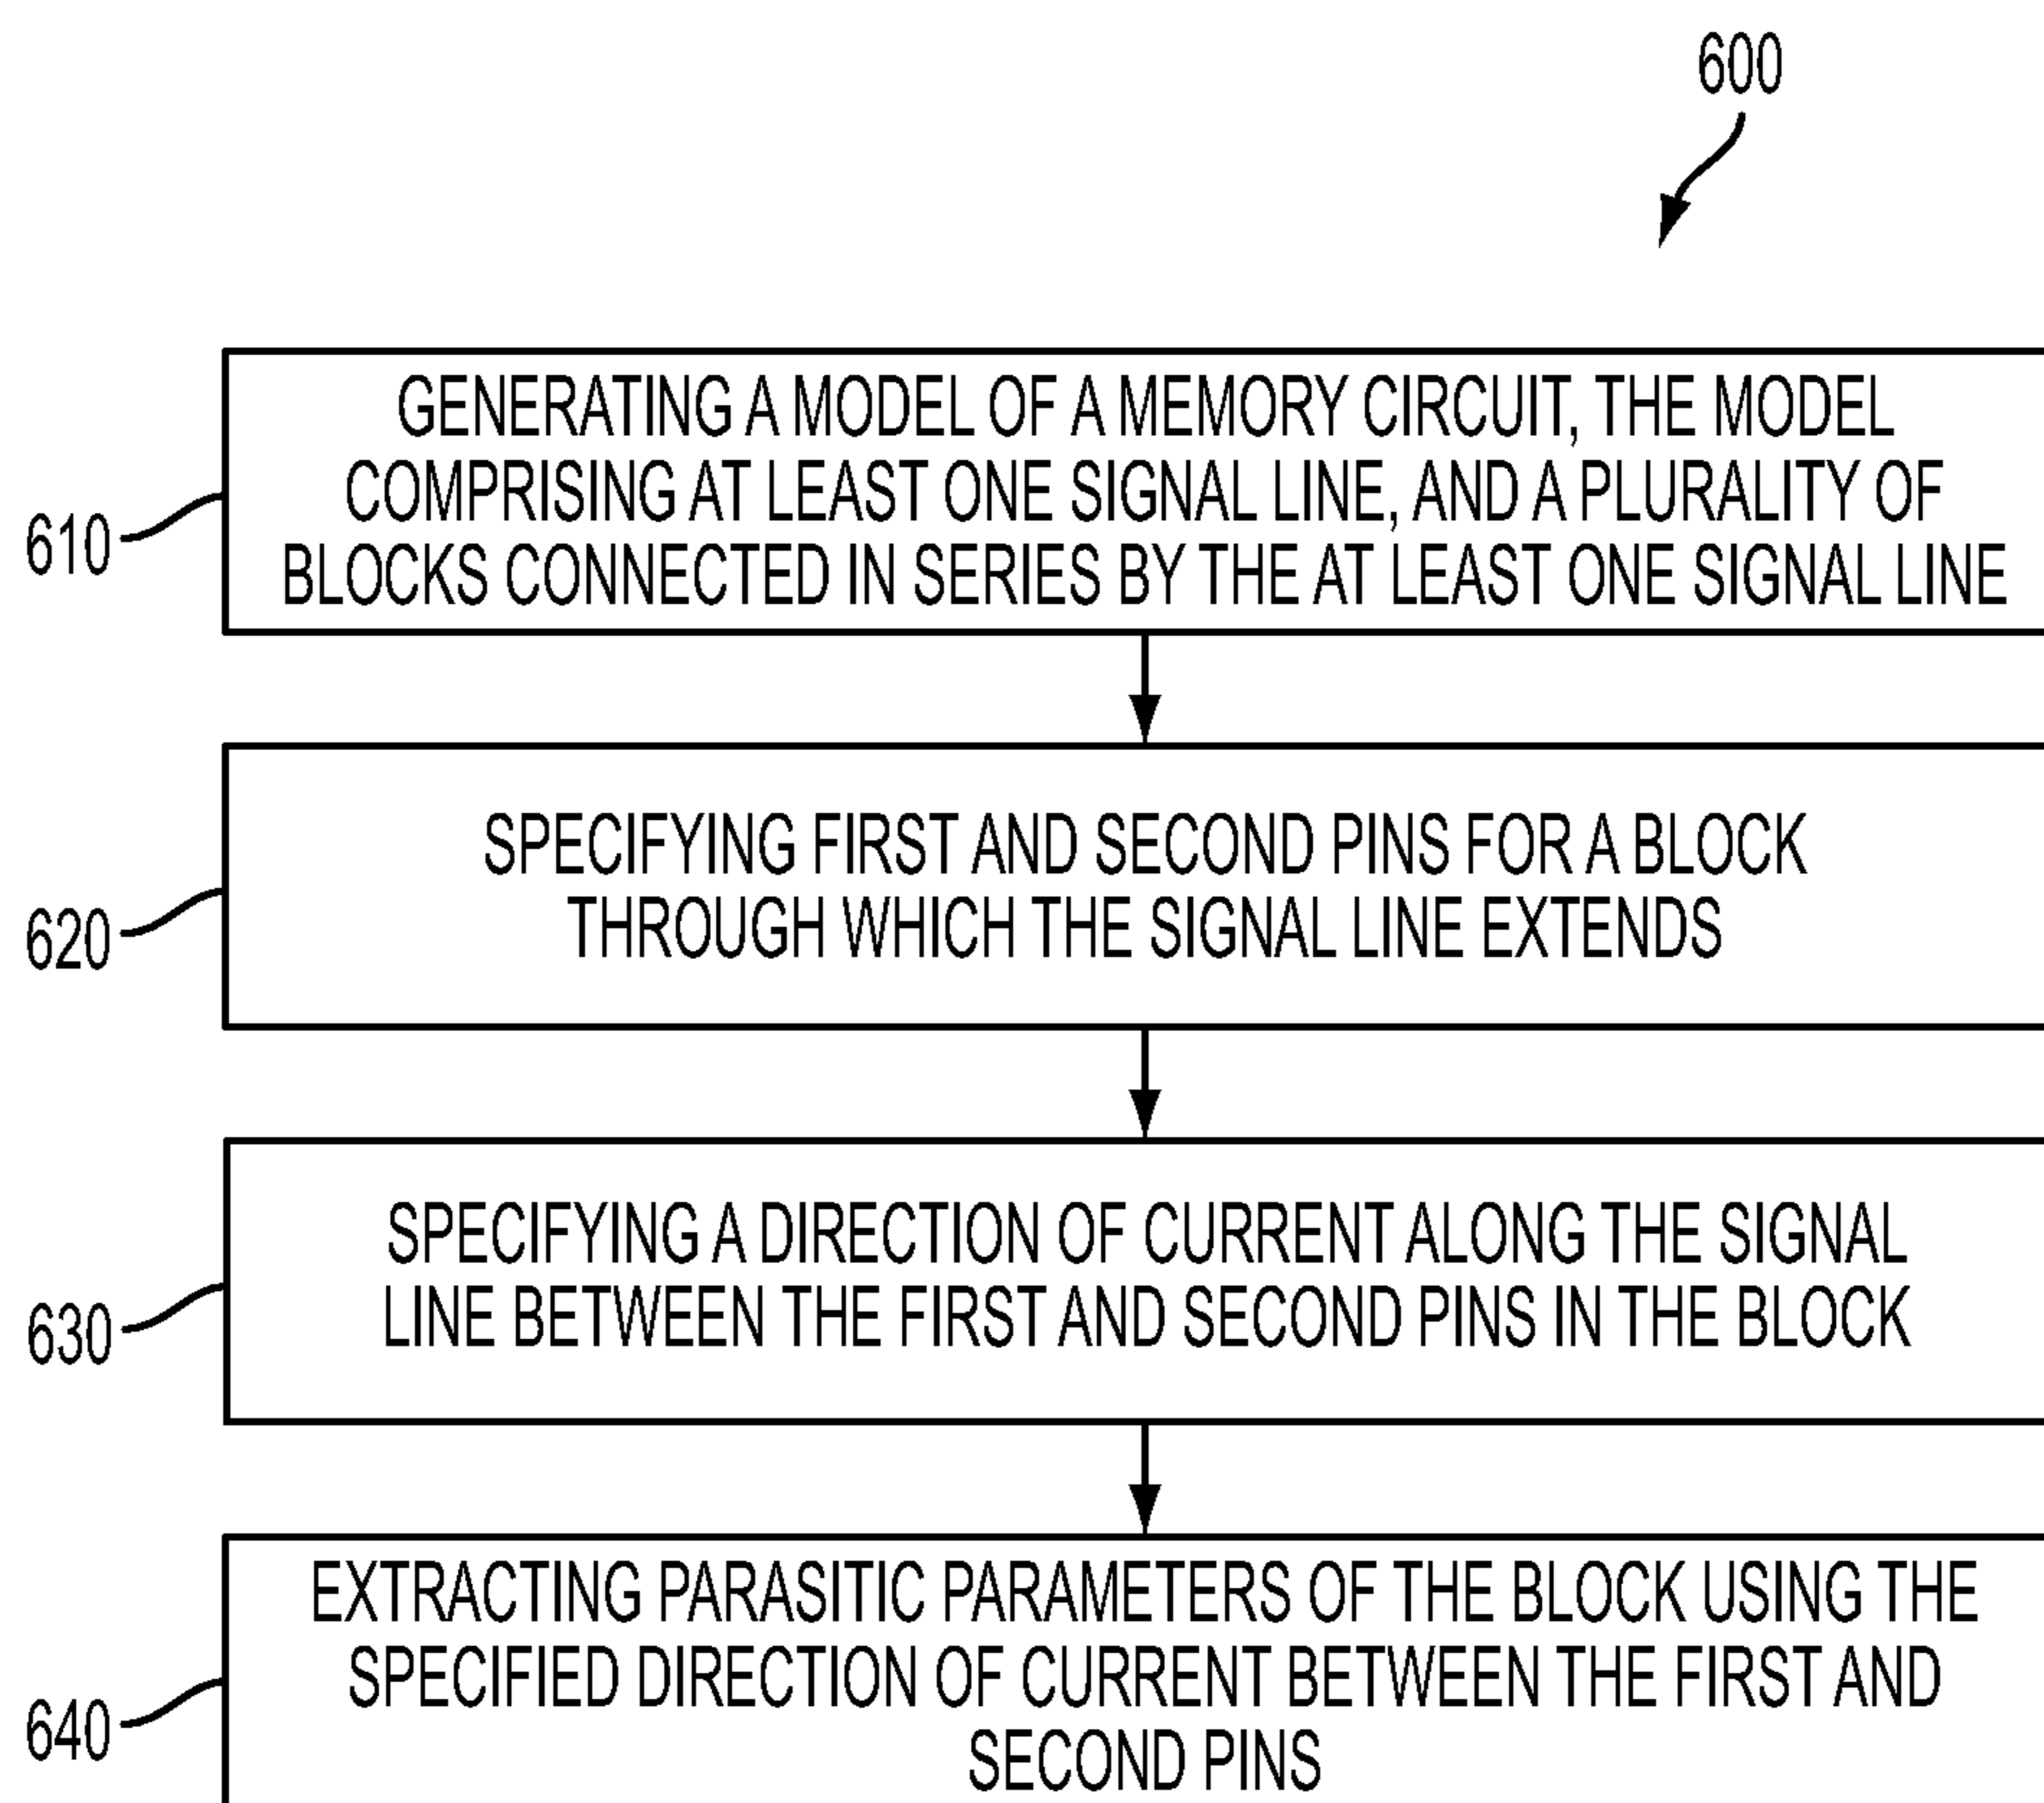 600
GENERATING A MODEL OF A MEMORY CIRCUIT, THE MODEL
COMPRISING AT LEAST ONE SIGNAL LINE, AND A PLURALITY OF
BLOCKS CONNECTED IN SERIES BY THE AT LEAST ONE SIGNAL LINE
610
SPECIFYING FIRST AND SECOND PINS FOR A BLOCK
THROUGH WHICH THE SIGNAL LINE EXTENDS
620
SPECIFYING A DIRECTION OF CURRENT ALONG THE SIGNAL
LINE BETWEEN THE FIRST AND SECOND PINS IN THE BLOCK
630
EXTRACTING PARASITIC PARAMETERS OF THE BLOCK USING THE
SPECIFIED DIRECTION OF CURRENT BETWEEN THE FIRST AND
SECOND PINS
640